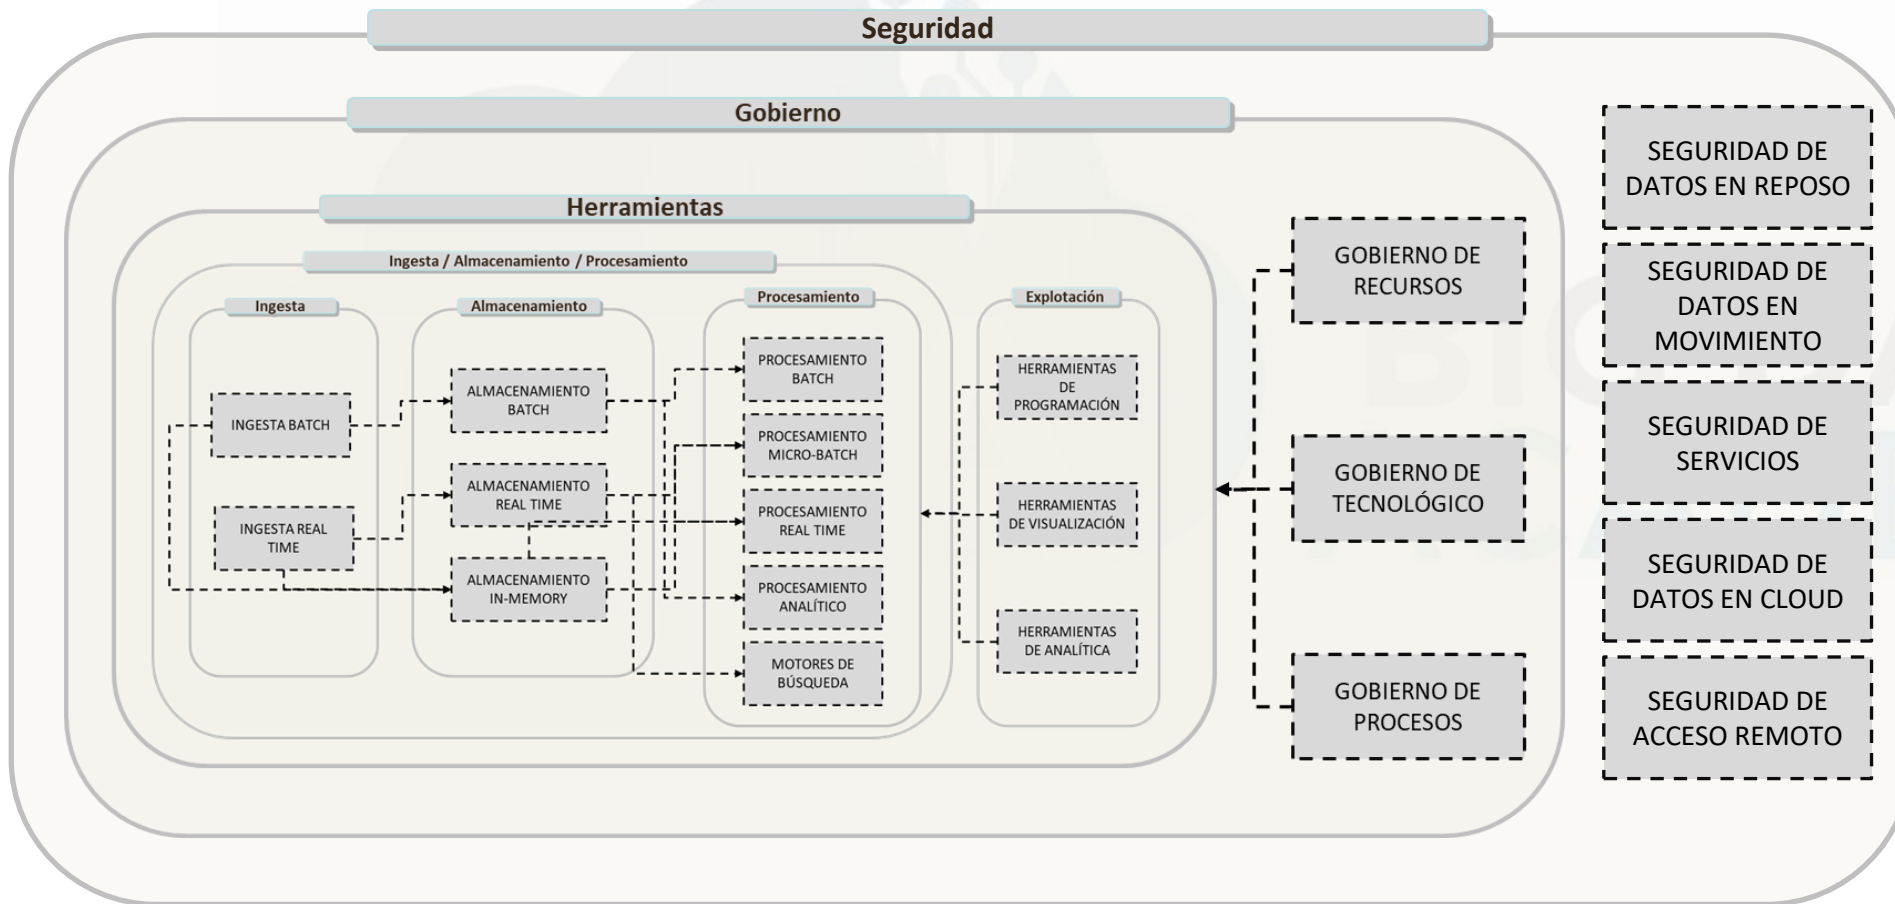 Seguridad
Gobierno
Herramientas
Ingesta / Almacenamiento / Procesamiento
Ingesta
INGESTA BATCH
INGESTA REAL
TIME
Almacenamiento
ALMACENAMIENTO
BATCH
ALMACENAMIENTO
REAL TIME
ALMACENAMIENTO
IN-MEMORY
Procesamiento
PROCESAMIENTO
BATCH
PROCESAMIENTO
MICRO-BATCH
PROCESAMIENTO
REAL TIME
PROCESAMIENTO
ANALÍTICO
MOTORES DE
BÚSQUEDA
Explotación
HERRAMIENTAS
DE
PROGRAMACIÓN
HERRAMIENTAS
DE VISUALIZACIÓN
HERRAMIENTAS
DE ANALÍTICA
GOBIERNO DE
RECURSOS
GOBIERNO DE
TECNOLÓGICO
GOBIERNO DE
PROCESOS
SEGURIDAD DE
DATOS EN REPOSO
SEGURIDAD DE
DATOS EN
MOVIMIENTO
SEGURIDAD DE
SERVICIOS
SEGURIDAD DE
DATOS EN CLOUD
SEGURIDAD DE
ACCESO REMOTO